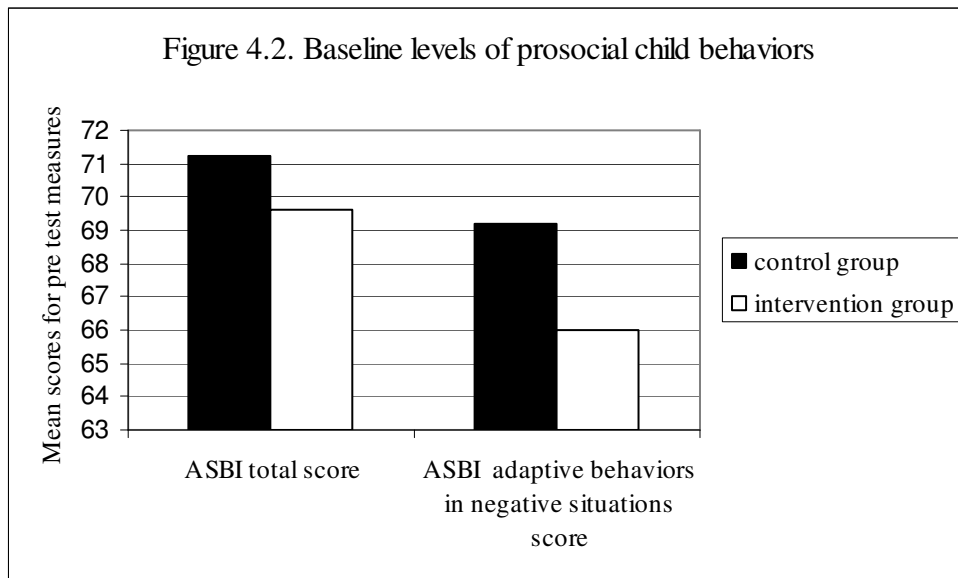 Figure 4.2. Baseline levels of prosocial child behaviors
Mean scores for pre test measures
72
71
70
69
68
67
66
65
64
63
ASBI total score
ASBI adaptive behaviors
in negative situations
score
control group
intervention group